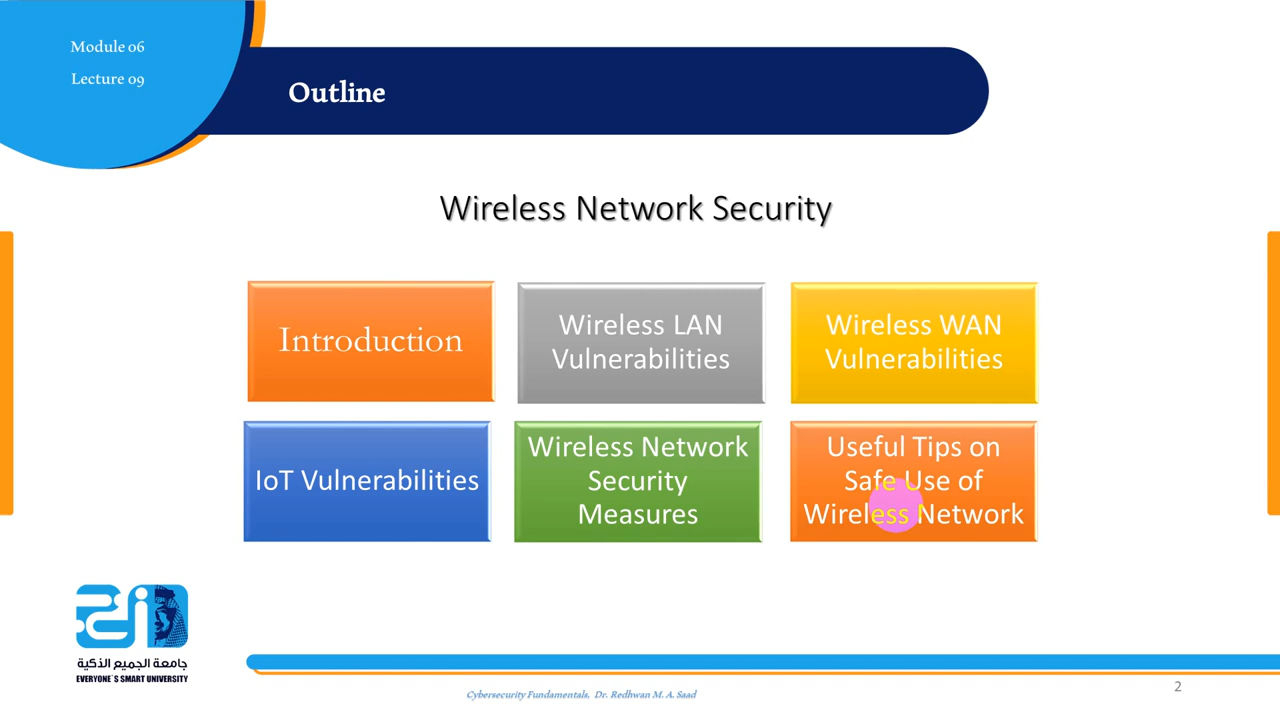 Module 06
Lecture 09
Outline
Wireless Network Security
Introduction
Wireless LAN
Vulnerabilities
Wireless WAN
Vulnerabilities
IoT Vulnerabilities
Wireless Network
Security
Measures
Useful Tips on
Safe Use of
Wireless Network
جامعة الجميع الذكية
EVERYONE`S SMART UNIVERSITY
Cybersecurity Fundamentals, Dr. Redhwan M. A. Saad
2